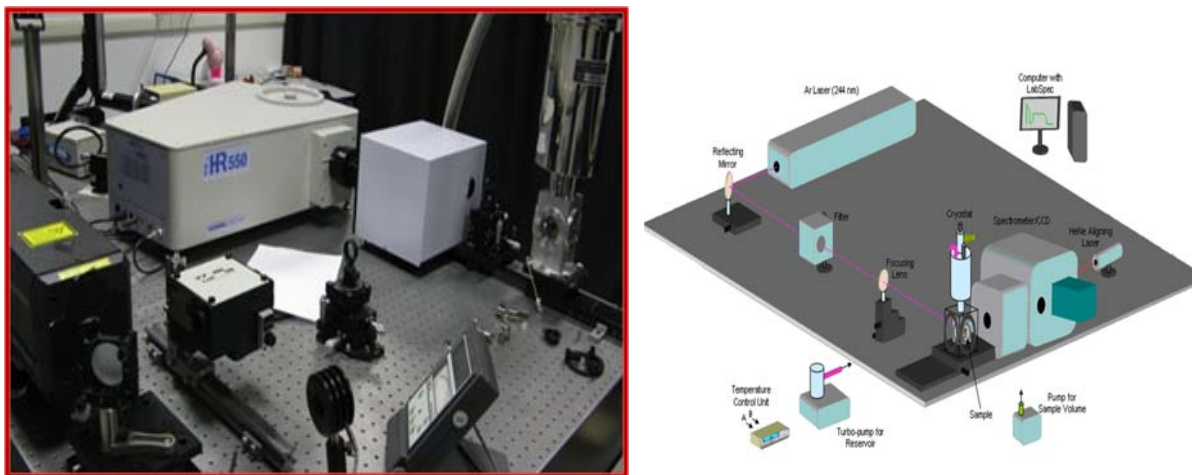 iHR550
Ar Laser (244 nm)
Computer with
LabSpec
Reflecting
Mirror
Filter
Cryostat
Spectrometer/CCD
HeNe Aligning
Laser
Focusing
Lens
Temperature
Control Unit
A
B
Turbo-pump for
Reservoir
Sample
Pump for
Sample Volume